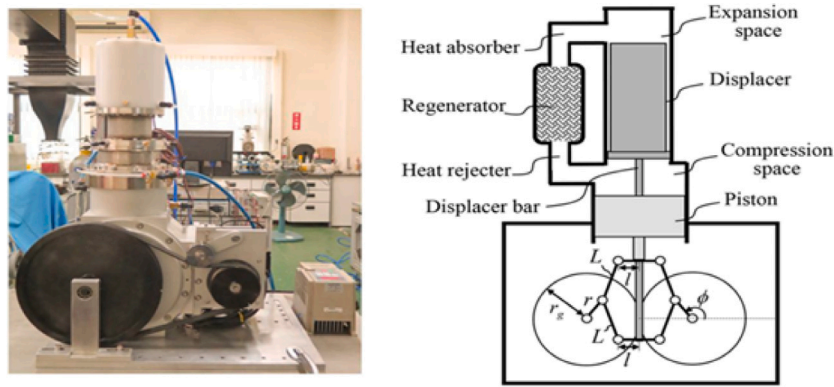 Heat absorber
Regenerator
Heat rejecter
Displacer bar
Expansion
space
Displacer
Compression
space
Piston
L
l
r
r_g
L
l
ϕ